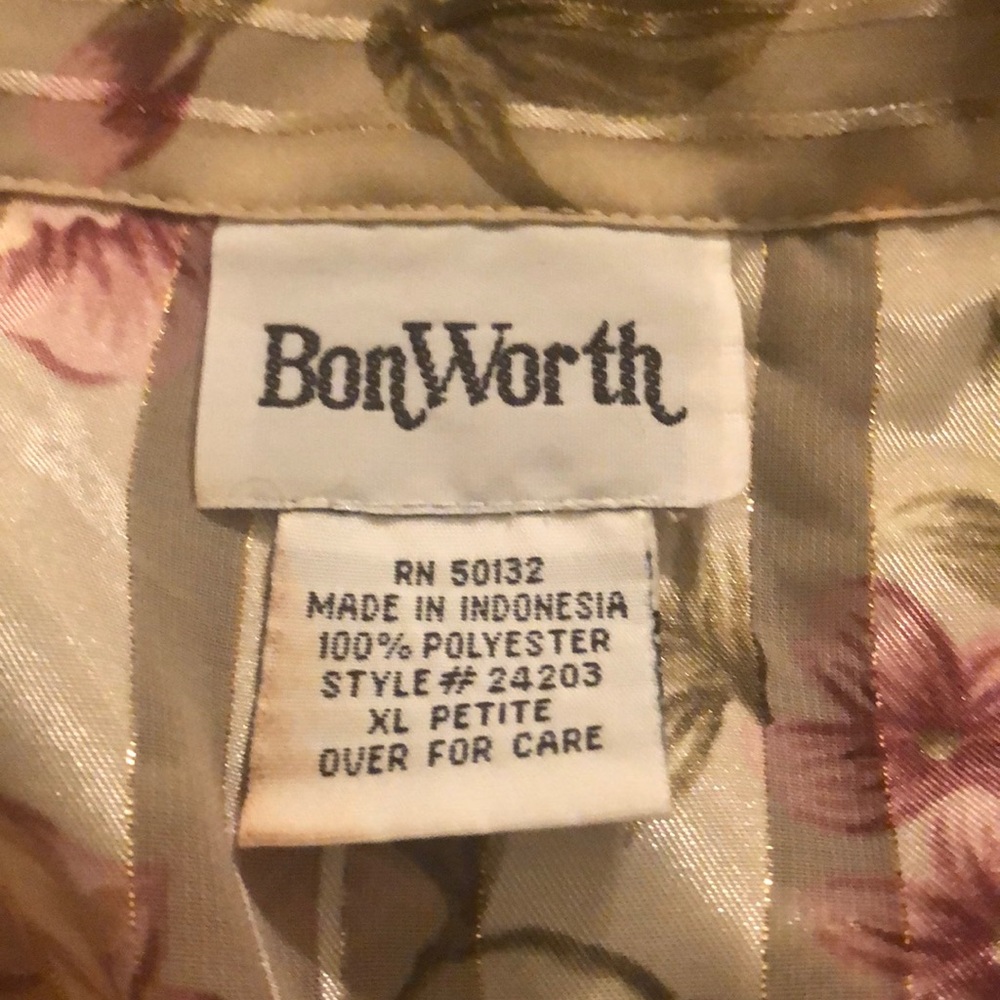 BonWorth
RN 50132
MADE IN INDONESIA
100% POLYESTER
STYLE# 24203
XL PETITE
OVER FOR CARE